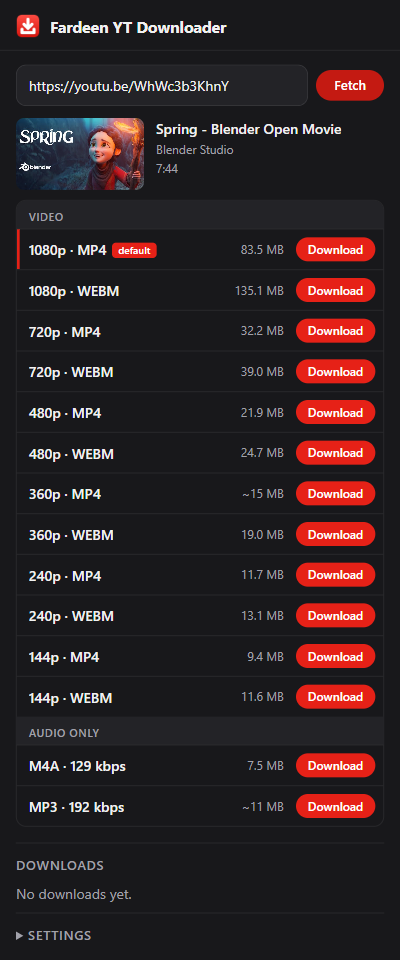 Fardeen YT Downloader
https://youtu.be/WhWc3b3KhnY
Fetch
SPRING
blender
Spring - Blender Open Movie
Blender Studio
7:44
VIDEO
1080p · MP4 default 83.5 MB Download
1080p · WEBM 135.1 MB Download
720p · MP4 32.2 MB Download
720p · WEBM 39.0 MB Download
480p · MP4 21.9 MB Download
480p · WEBM 24.7 MB Download
360p · MP4 ~15 MB Download
360p · WEBM 19.0 MB Download
240p · MP4 11.7 MB Download
240p · WEBM 13.1 MB Download
144p · MP4 9.4 MB Download
144p · WEBM 11.6 MB Download
AUDIO ONLY
M4A · 129 kbps 7.5 MB Download
MP3 · 192 kbps ~11 MB Download
DOWNLOADS
No downloads yet.
SETTINGS